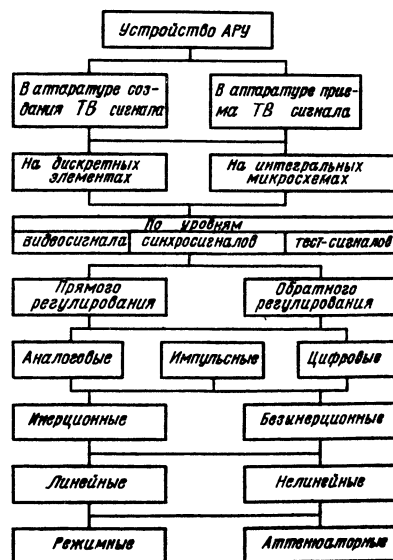 Устройство АРУ
В аппаратуре соз-
дания ТВ сигнала
В аппаратуре прие-
ма ТВ сигнала
На дискретных
элементах
На интегральных
микросхемах
По уровням
видеосигнала
синхросигналов
тест-сигналов
Прямого
регулирования
Обратного
регулирования
Аналоговые
Импульсные
Цифровые
Инерционные
Безинерционные
Линейные
Нелинейные
Режимные
Аттенюаторные